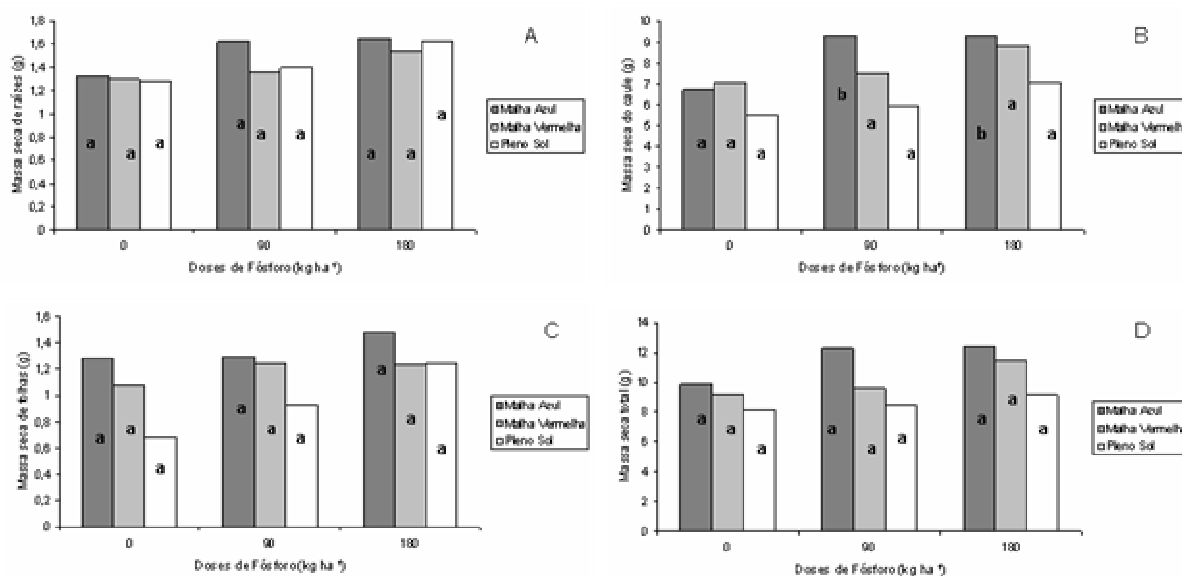 A
Massa seca de raízes (g)
1,8
1,6
1,4
1,2
1
0,8
0,6
0,4
0,2
0
a a a a a a a a a
0 90 180
Doses de Fósforo (kg ha⁻¹)
Malha Azul
Malha Vermelha
Pleno Sol
B
Massa seca do caule (g)
10
9
8
7
6
5
4
3
2
1
0
a a a b a a b a a
0 90 180
Doses de Fósforo (kg ha⁻¹)
Malha Azul
Malha Vermelha
Pleno Sol
C
Massa seca de folhas (g)
1,6
1,4
1,2
1
0,8
0,6
0,4
0,2
0
a a a a a a a a a
0 90 180
Doses de Fósforo (kg ha⁻¹)
Malha Azul
Malha Vermelha
Pleno Sol
D
Massa seca total (g)
14
12
10
8
6
4
2
0
a a a a a a a a a
0 90 180
Doses de Fósforo (kg ha⁻¹)
Malha Azul
Malha Vermelha
Pleno Sol